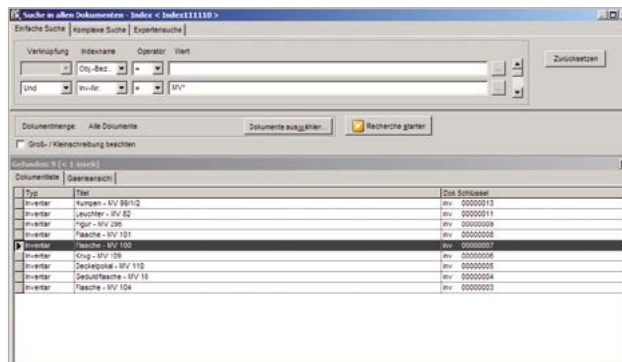 Suche in allen Dokumenten - Index < Index111110 >
Einfache Suche Komplexe Suche Expertensuche
Verknüpfung Indexname Operator Wert
Obj.-Bez. =
Zurücksetzen
Und Inv-Nr. = MV*
Dokumentmenge: Alle Dokumente Dokumente auswählen... Recherche starten
Groß- / Kleinschreibung beachten
Gefunden: 9 (< 1 msek)
Dokumentliste Galerieansicht
Typ Titel Dok Schlüssel
Inventar Humpen - MV 99/1/2 inv 00000013
Inventar Leuchter - MV 82 inv 00000011
Inventar Figur - MV 296 inv 00000009
Inventar Flasche - MV 101 inv 00000008
Inventar Flasche - MV 100 inv 00000007
Inventar Krug - MV 109 inv 00000006
Inventar Deckelpokal - MV 110 inv 00000005
Inventar Geduldflasche - MV 18 inv 00000004
Inventar Flasche - MV 104 inv 00000003